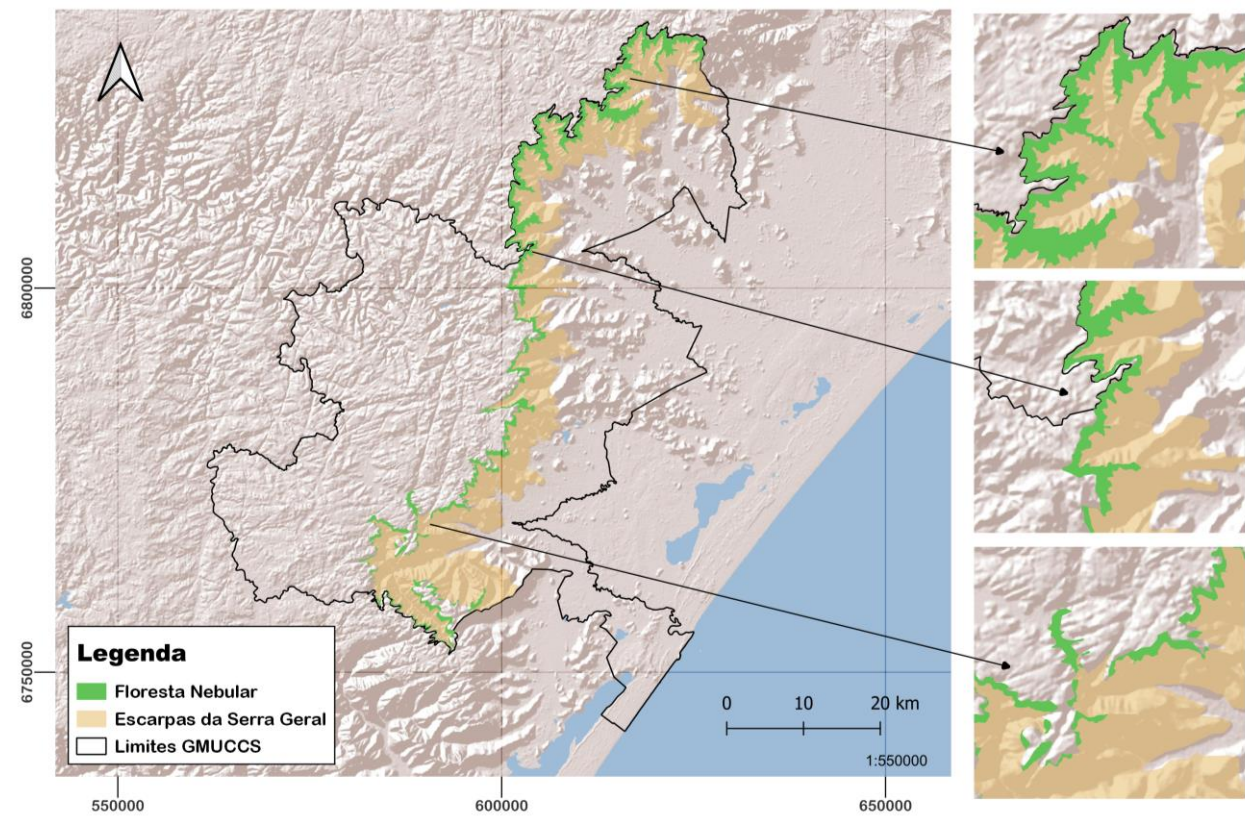 6800000
6750000
Legenda
Floresta Nebular
Escarpas da Serra Geral
Limites GMUCCS
0 10 20 km
1:550000
550000 600000 650000